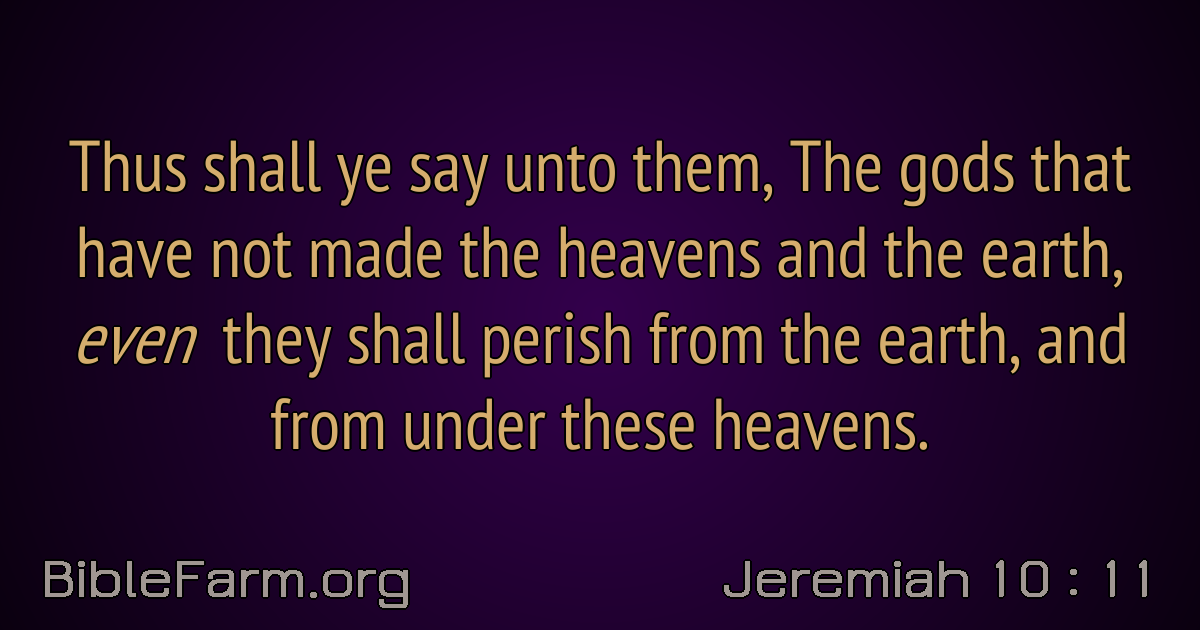 Thus shall ye say unto them, The gods that
have not made the heavens and the earth,
even they shall perish from the earth, and
from under these heavens.
BibleFarm.org
Jeremiah 10 : 11